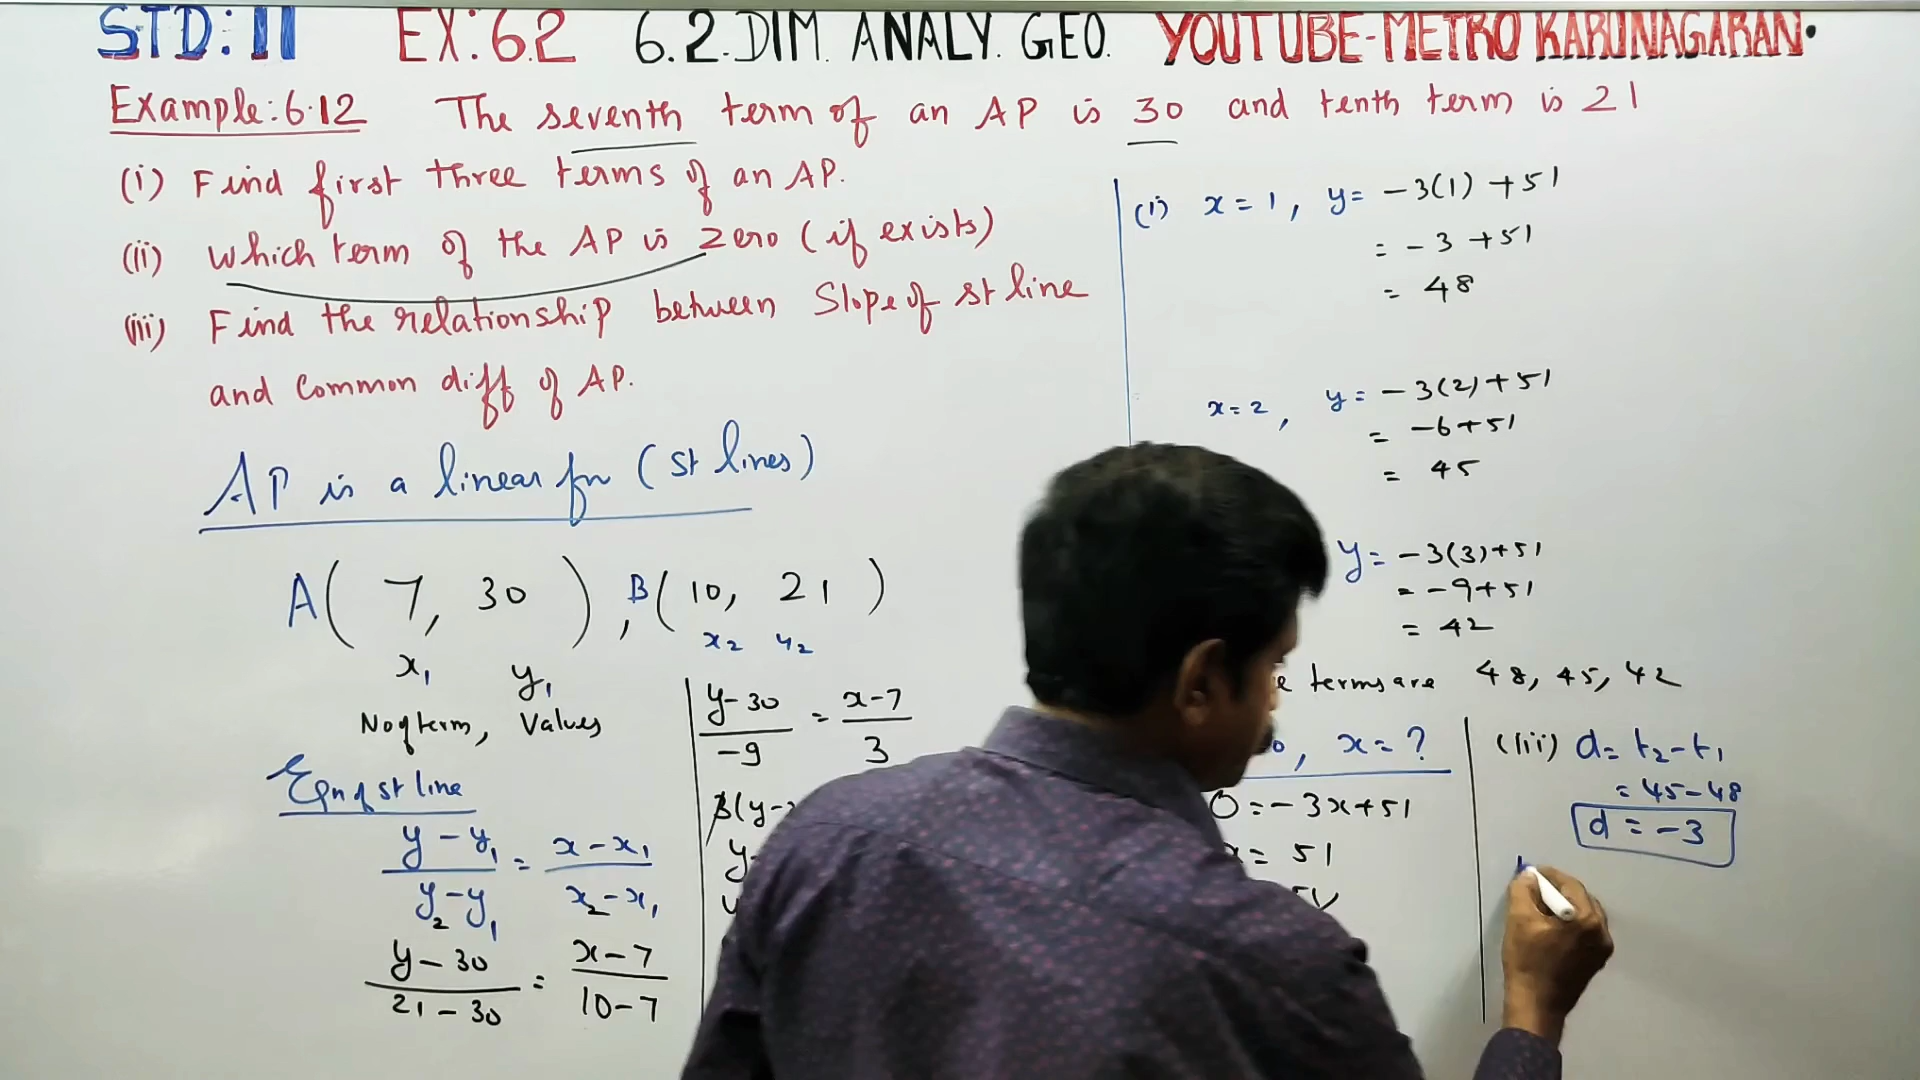 STD: 11 EX: 6.2 6.2.DIM. ANALY. GEO. YOUTUBE-METRO KARUNAGARAN.
Example: 6.12 The seventh term of an AP is 30 and tenth term is 21
(i) Find first three terms of an AP.
(ii) which term of the AP is zero (if exists)
(iii) Find the relationship between Slope of st line
and Common diff of AP.
AP is a linear fn (st lines)
A( 7, 30 ), B( 10, 21 )
x₁ y₁ x₂ y₂
No of term, Values
Eqn of st line
y - y₁ / y₂ - y₁ = x - x₁ / x₂ - x₁
y - 30 / 21 - 30 = x - 7 / 10 - 7
y - 30 / -9 = x - 7 / 3
(i) x = 1, y = -3(1) + 51
= -3 + 51
= 48
x = 2, y = -3(2) + 51
= -6 + 51
= 45
y = -3(3) + 51
= -9 + 51
= 42
terms are 48, 45, 42
, x = ?
0 = -3x + 51
= 51
(iii) d = t₂ - t₁
= 45 - 48
d = -3